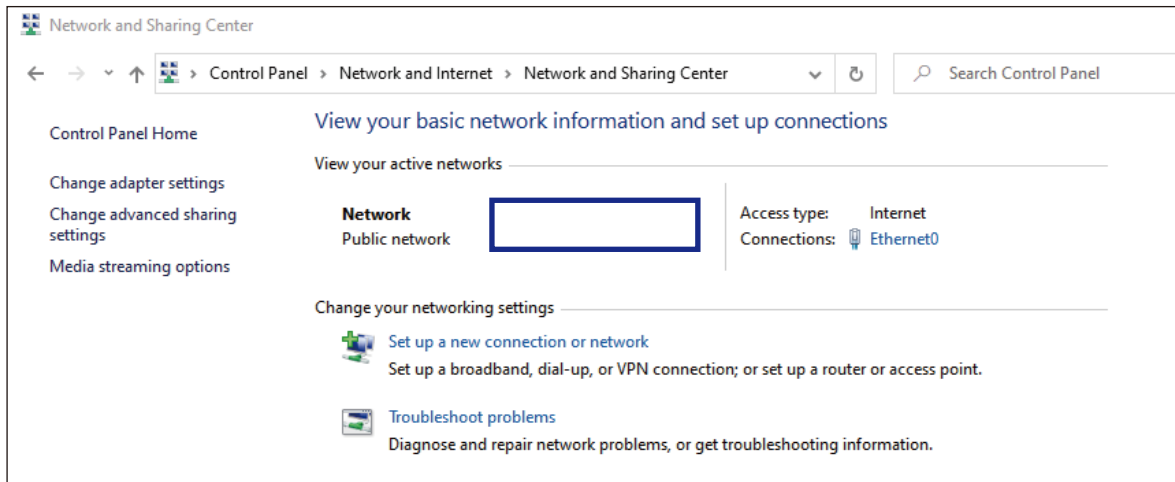 Network and Sharing Center
Control Panel > Network and Internet > Network and Sharing Center
Search Control Panel
Control Panel Home
Change adapter settings
Change advanced sharing
settings
Media streaming options
View your basic network information and set up connections
View your active networks
Network
Public network
Access type: Internet
Connections: Ethernet0
Change your networking settings
Set up a new connection or network
Set up a broadband, dial-up, or VPN connection; or set up a router or access point.
Troubleshoot problems
Diagnose and repair network problems, or get troubleshooting information.